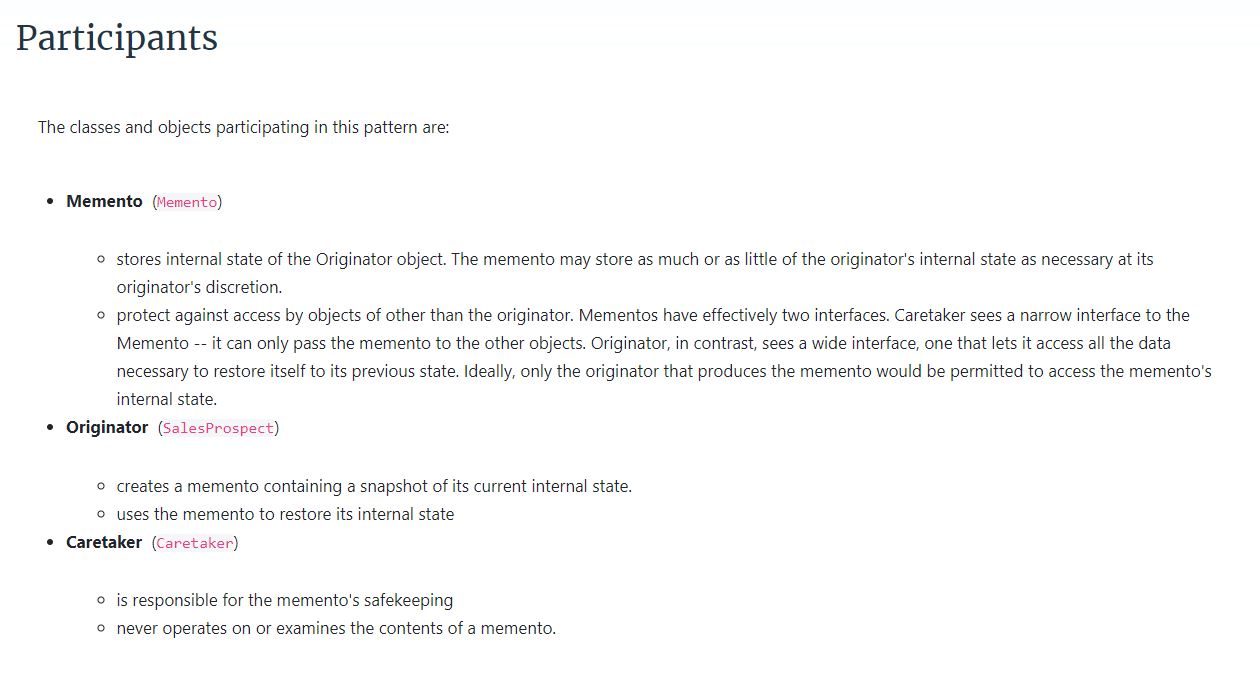 Participants
The classes and objects participating in this pattern are:
• Memento (Memento)
◦ stores internal state of the Originator object. The memento may store as much or as little of the originator's internal state as necessary at its
originator's discretion.
◦ protect against access by objects of other than the originator. Mementos have effectively two interfaces. Caretaker sees a narrow interface to the
Memento -- it can only pass the memento to the other objects. Originator, in contrast, sees a wide interface, one that lets it access all the data
necessary to restore itself to its previous state. Ideally, only the originator that produces the memento would be permitted to access the memento's
internal state.
• Originator (SalesProspect)
◦ creates a memento containing a snapshot of its current internal state.
◦ uses the memento to restore its internal state
• Caretaker (Caretaker)
◦ is responsible for the memento's safekeeping
◦ never operates on or examines the contents of a memento.